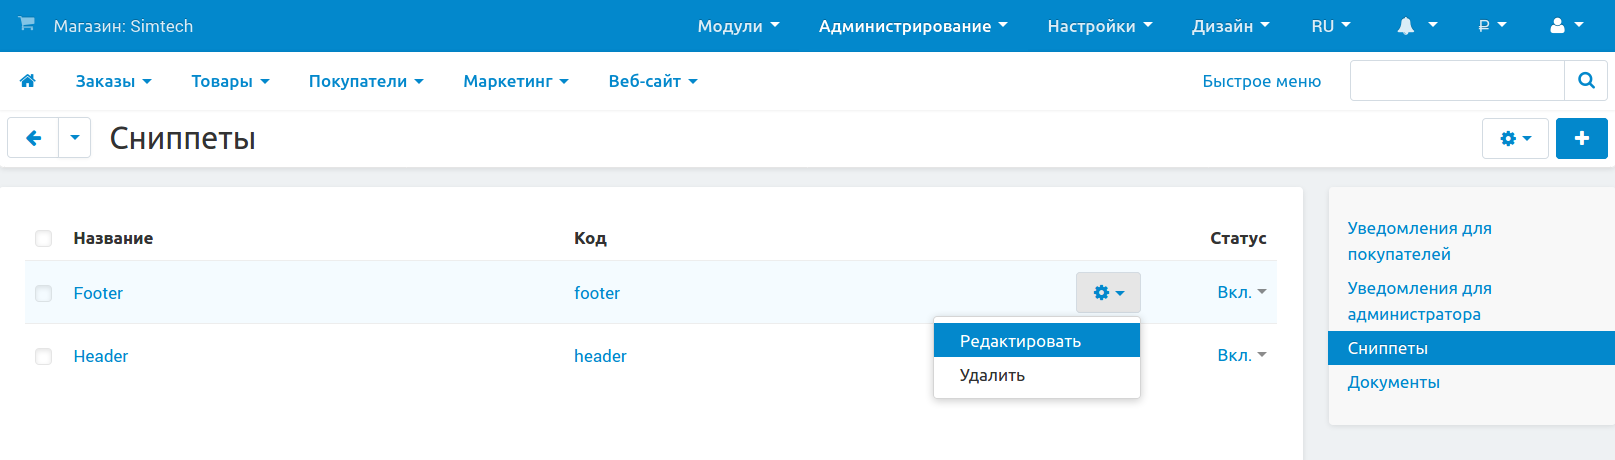 Магазин: Simtech
Модули
Администрирование
Настройки
Дизайн
RU
₽
Заказы
Товары
Покупатели
Маркетинг
Веб-сайт
Быстрое меню
Сниппеты
Название
Код
Статус
Footer
footer
Вкл.
Редактировать
Удалить
Header
header
Вкл.
Уведомления для
покупателей
Уведомления для
администратора
Сниппеты
Документы